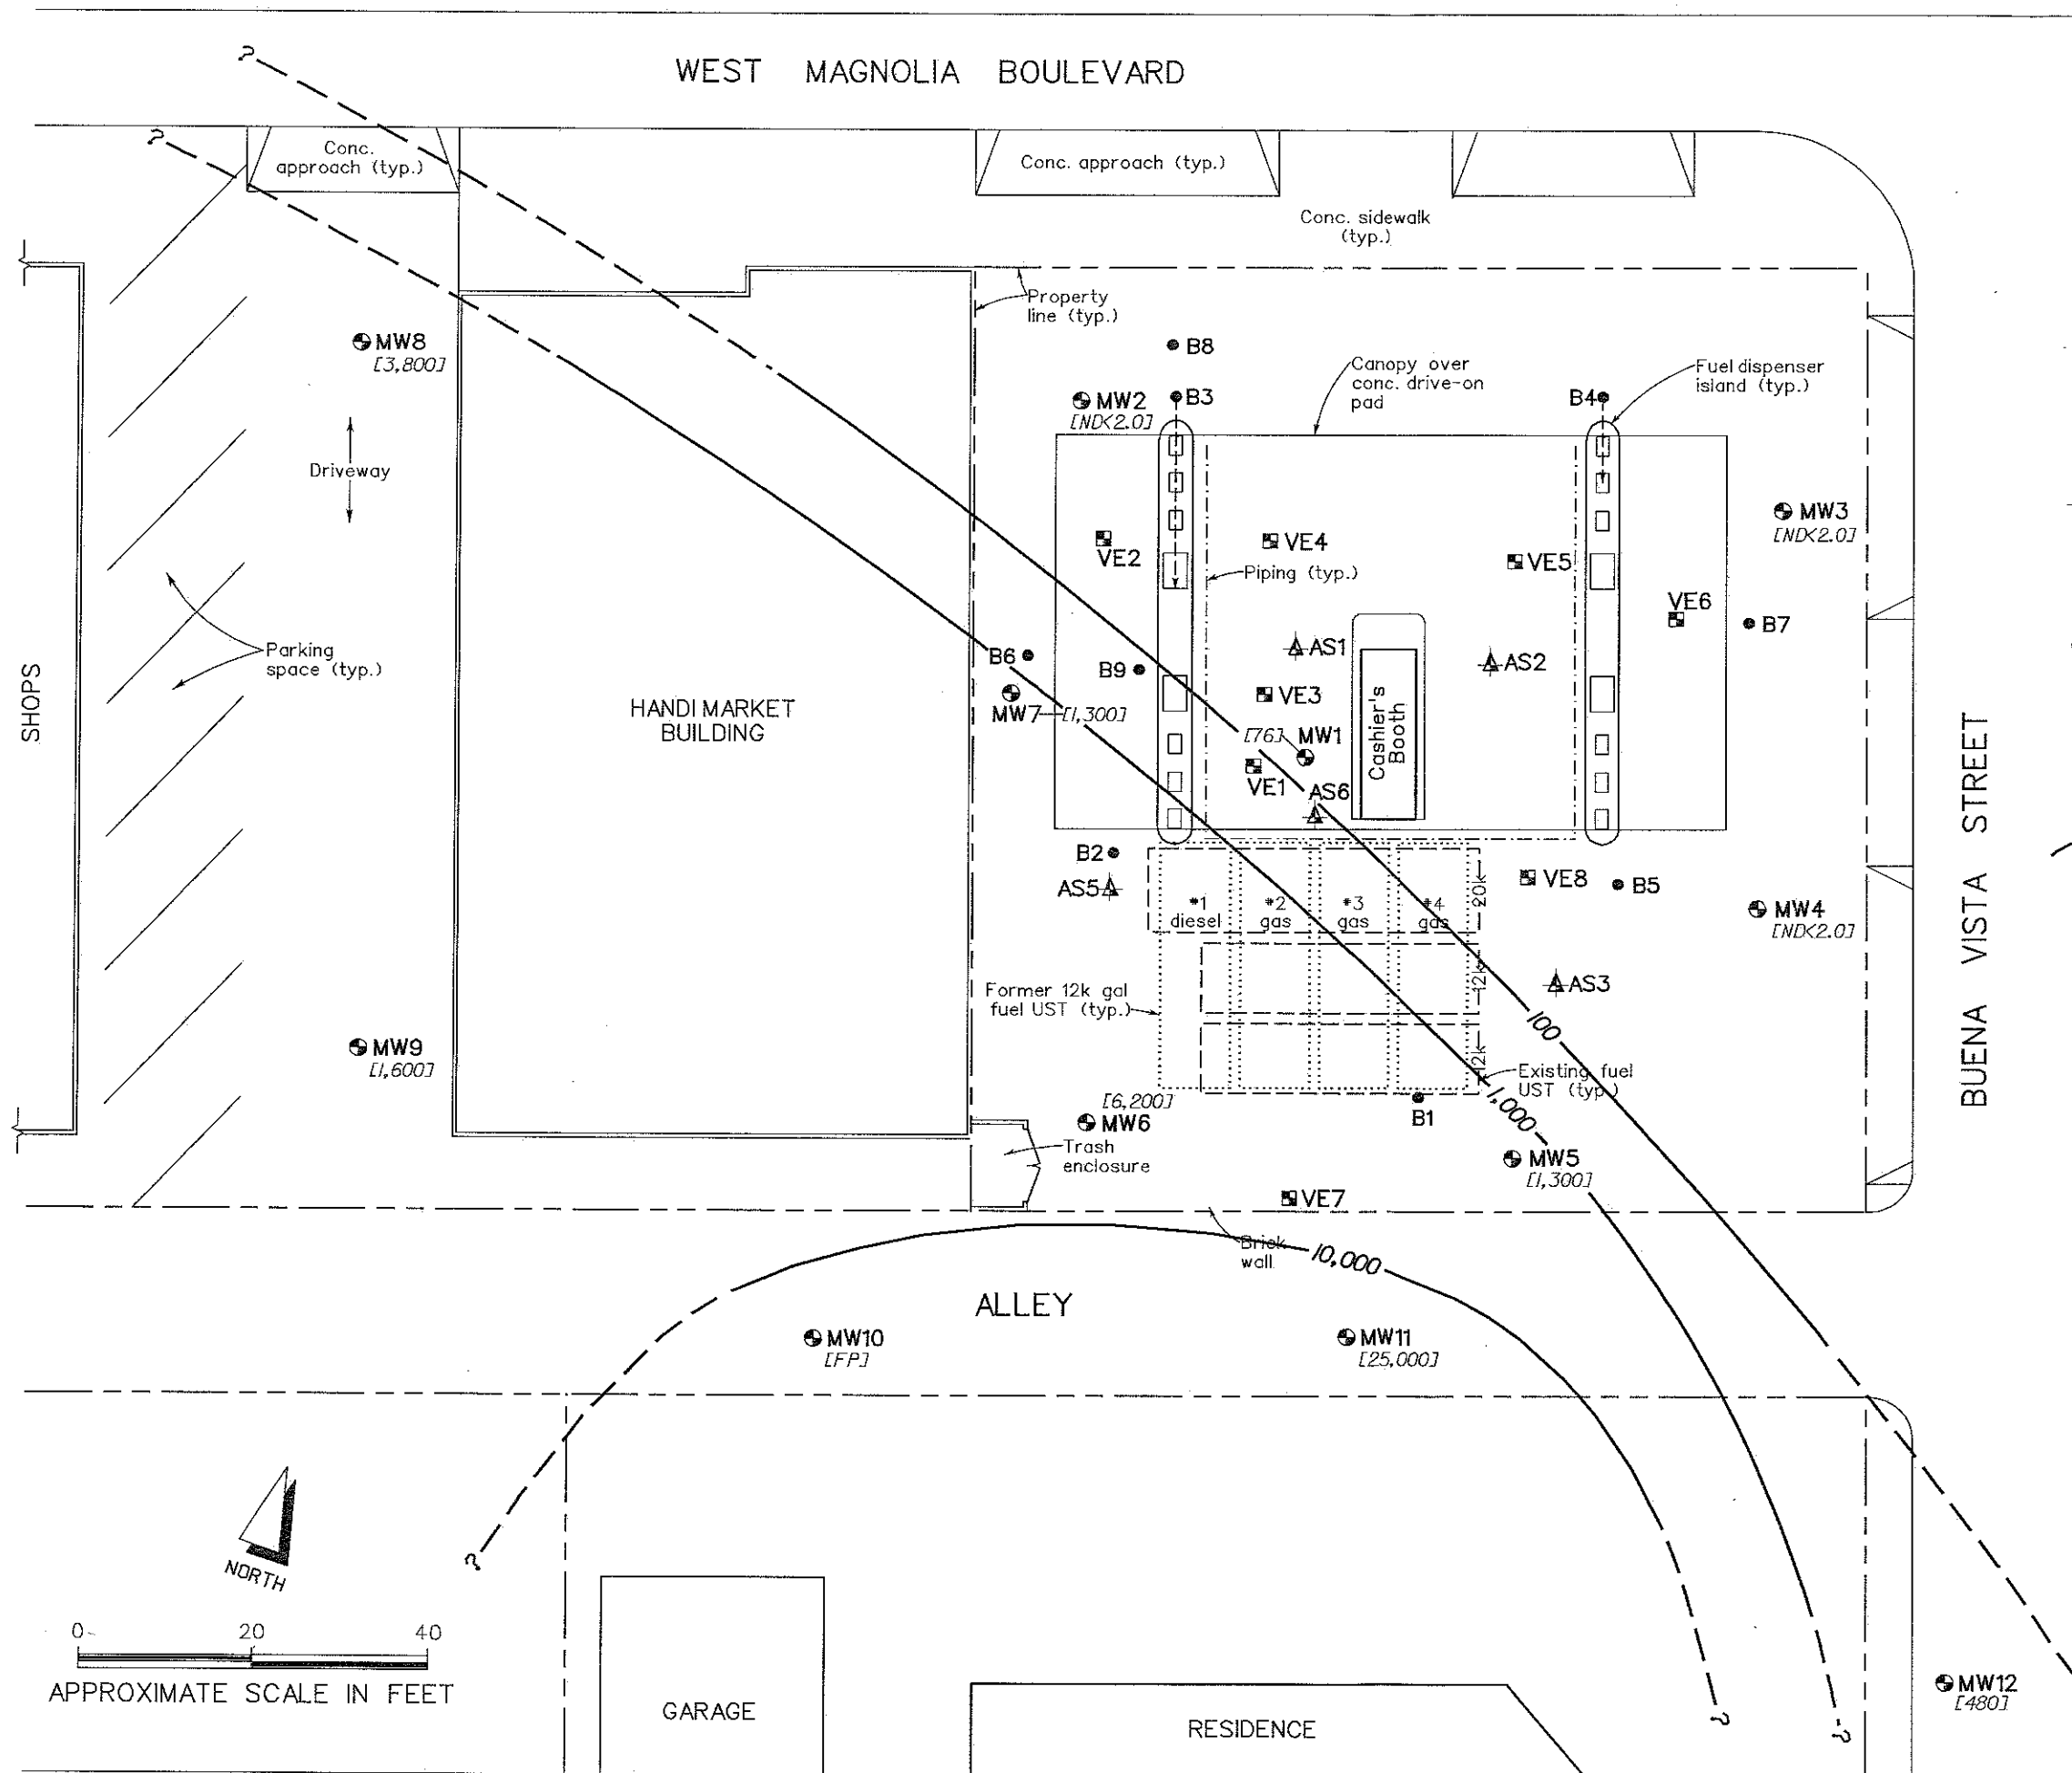 ?
WEST MAGNOLIA BOULEVARD
?
Conc.
approach (typ.)
Conc. approach (typ.)
Conc. sidewalk
(typ.)
Property
line (typ.)
MW8
[3,800]
B8
Canopy over
conc. drive-on
pad
Fuel dispenser
island (typ.)
MW2
[ND<2.0]
B3
B4
Driveway
MW3
[ND<2.0]
VE2
VE4
VE5
Piping (typ.)
VE6
B7
Parking
space (typ.)
B6
B9
AS1
AS2
SHOPS
HANDI MARKET
BUILDING
MW7
[1,300]
VE3
[76]
MW1
Cashier's
Booth
VE1
AS6
BUENA VISTA STREET
B2
AS5
#1
diesel
#2
gas
#3
gas
#4
gas
20k
VE8
B5
MW4
[ND<2.0]
Former 12k gal
fuel UST (typ.)
12k
AS3
100
MW9
[1,600]
12k
Existing fuel
UST (typ.)
1,000
[6,200]
MW6
B1
Trash
enclosure
MW5
[1,300]
VE7
Brick
wall
10,000
ALLEY
MW10
[FP]
MW11
[25,000]
NORTH
?
0
20
40
APPROXIMATE SCALE IN FEET
GARAGE
RESIDENCE
?
?
MW12
[480]